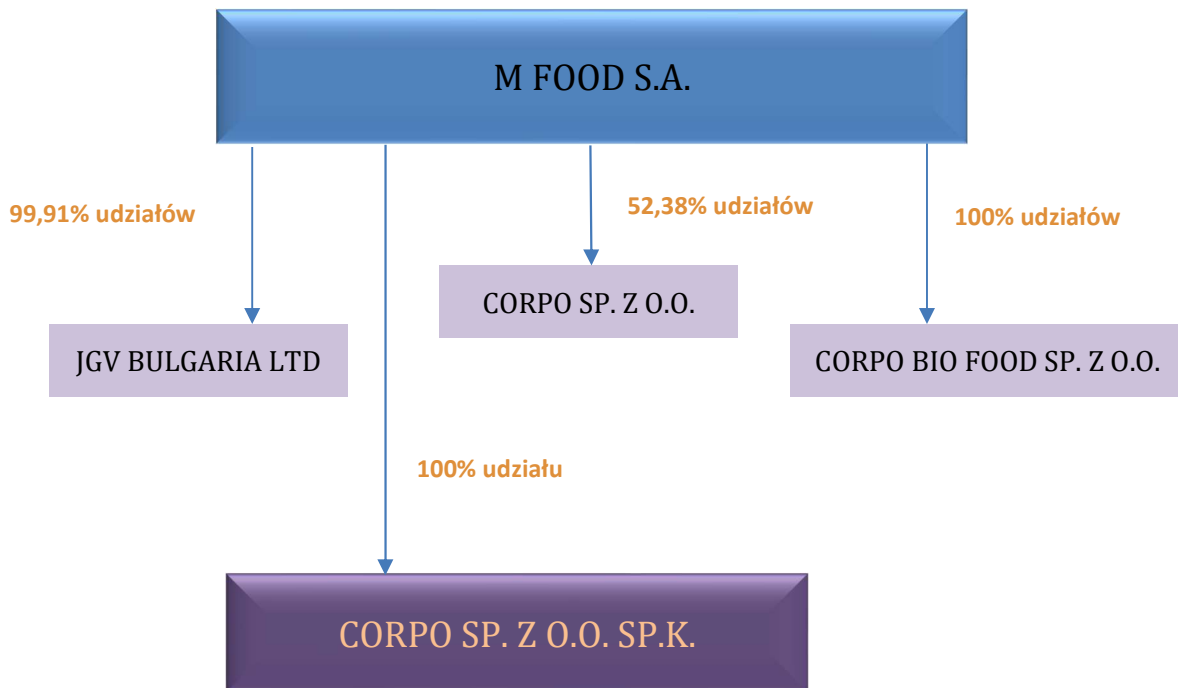 M FOOD S.A.
99,91% udziałów
52,38% udziałów
100% udziałów
CORPO SP. Z O.O.
JGV BULGARIA LTD
CORPO BIO FOOD SP. Z O.O.
100% udziału
CORPO SP. Z O.O. SP.K.